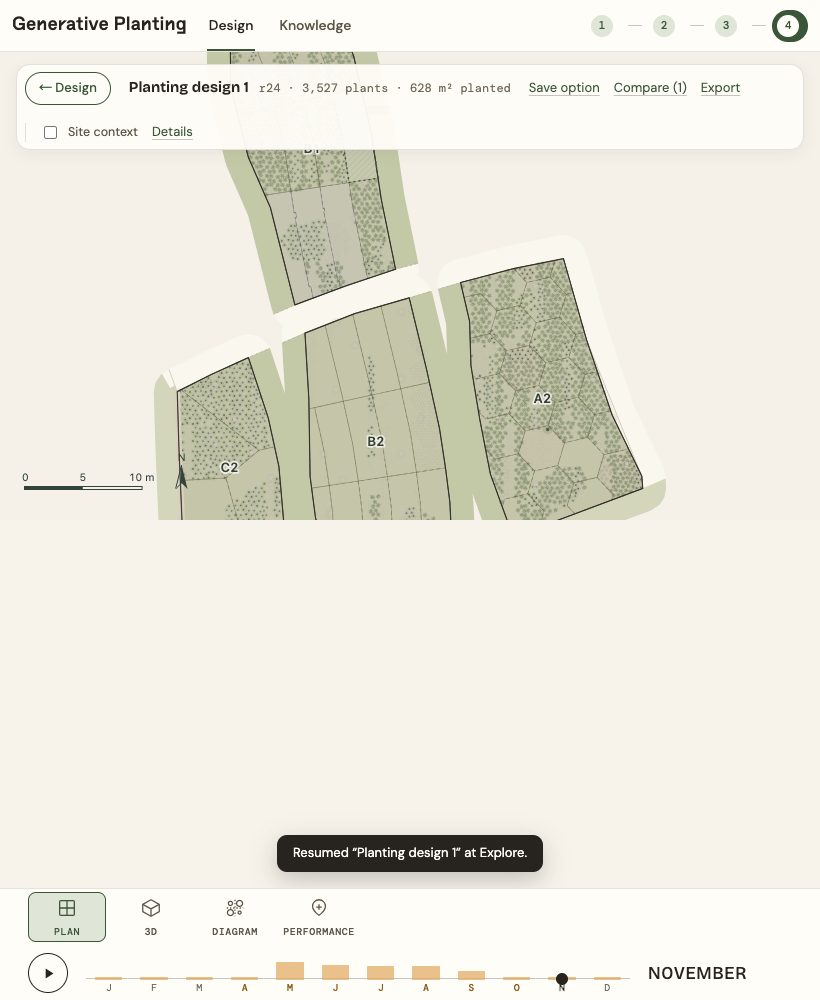 Generative Planting Design Knowledge 1 2 3 4
← Design Planting design 1 r24 · 3,527 plants · 628 m² planted Save option Compare (1) Export
Site context Details
A2
B2
C2
N
0 5 10 m
Resumed “Planting design 1” at Explore.
PLAN 3D DIAGRAM PERFORMANCE
J F M A M J J A S O N D
NOVEMBER